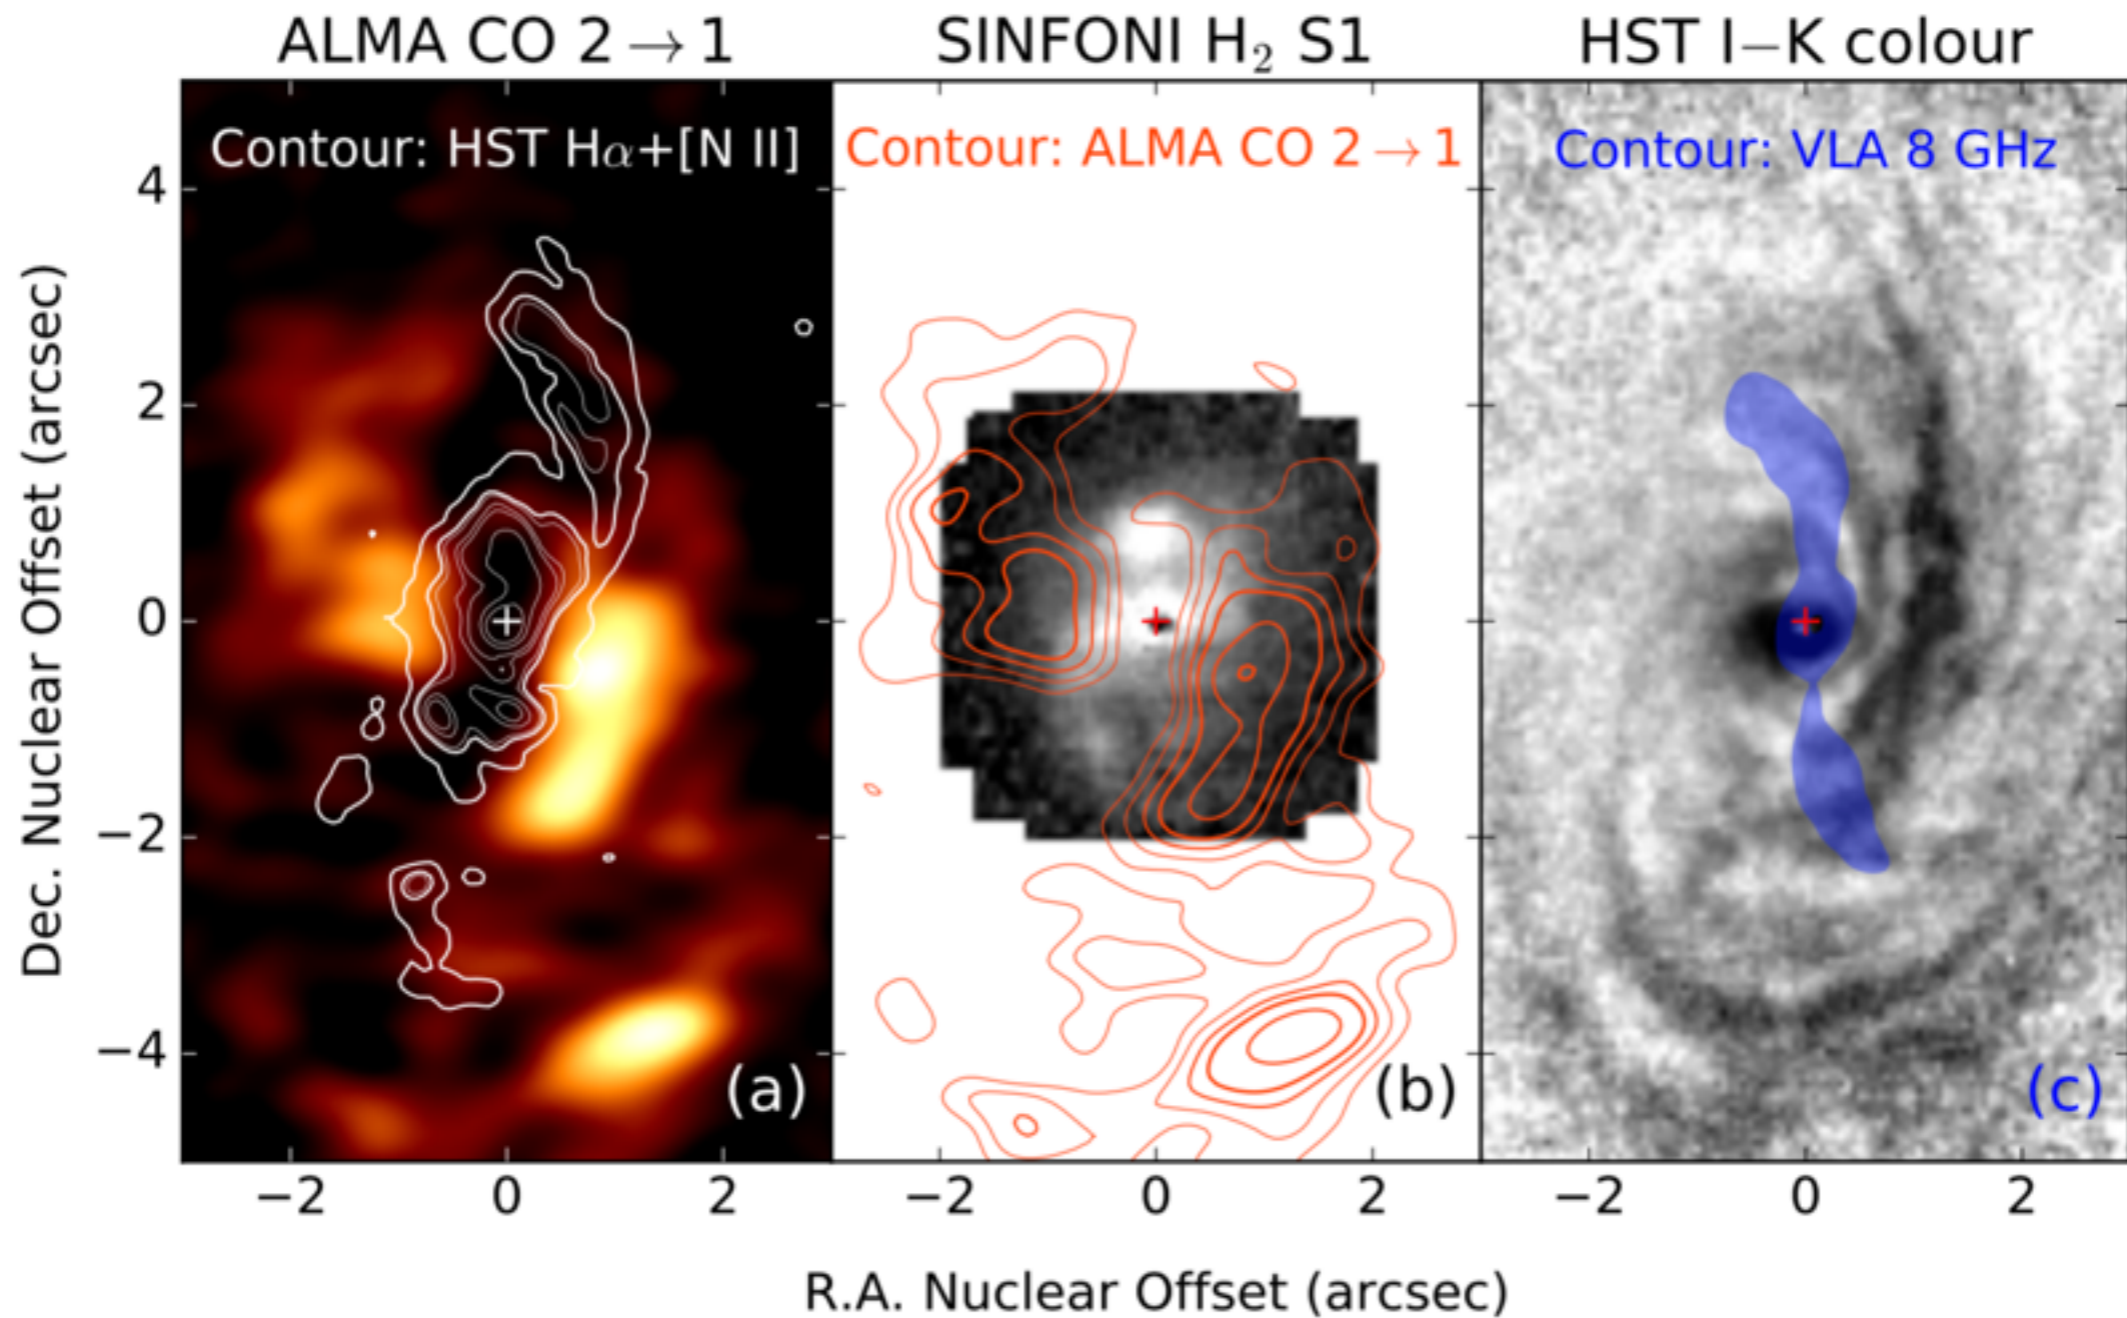 ALMA CO 2→1
SINFONI H₂ S1
HST I−K colour
Contour: HST Hα+[N II]
Contour: ALMA CO 2→1
Contour: VLA 8 GHz
Dec. Nuclear Offset (arcsec)
4
2
0
−2
−4
(a)
(b)
(c)
−2 0 2
−2 0 2
−2 0 2
R.A. Nuclear Offset (arcsec)